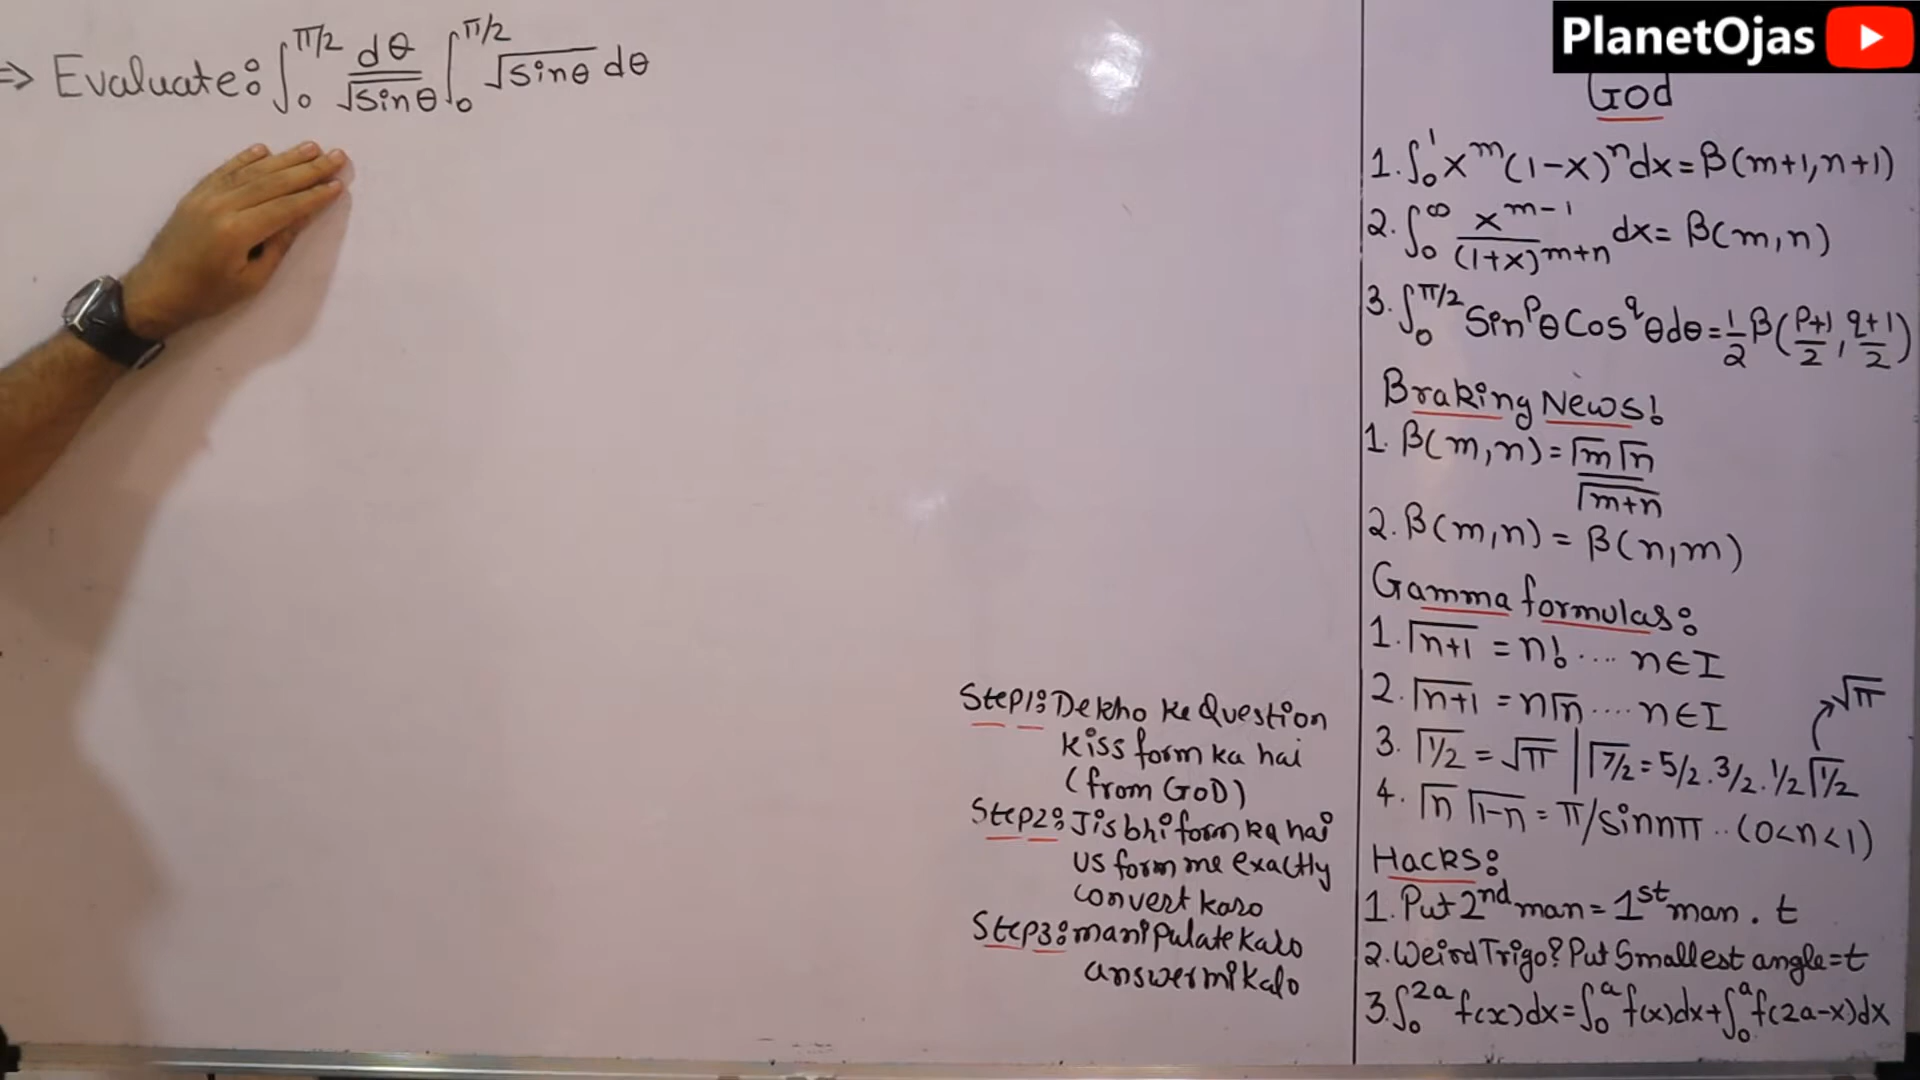 ⇒ Evaluate: ∫₀^{π/2} dθ/√sinθ ∫₀^{π/2} √sinθ dθ
PlanetOjas
God
1. ∫₀^1 x^m (1-x)^n dx = β(m+1, n+1)
2. ∫₀^∞ x^{m-1}/(1+x)^{m+n} dx = β(m,n)
3. ∫₀^{π/2} Sin^p θ Cos^q θ dθ = 1/2 β(p+1/2, q+1/2)
Braking News!
1. β(m,n) = Γm Γn / Γm+n
2. β(m,n) = β(n,m)
Gamma formulas:
1. Γn+1 = n! .... n∈I
2. Γn+1 = nΓn .... n∈I
√π
3. Γ1/2 = √π | Γ7/2 = 5/2 . 3/2 . 1/2 Γ1/2
4. Γn Γ1-n = π/sin nπ .. (0<n<1)
Hacks:
1. Put 2nd man = 1st man . t
2. Weird Trigo? Put Smallest angle = t
3. ∫₀^{2a} f(x) dx = ∫₀^a f(x) dx + ∫₀^a f(2a-x) dx
Step1: Dekho ke Question
kiss form ka hai
(from GoD)
Step2: Jis bhi form ka hai
us form me exactly
convert karo
Step3: manipulate karo
answer nikalo